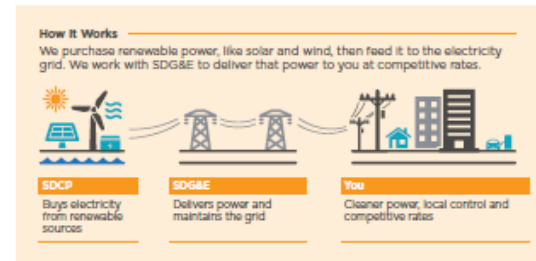 How It Works
We purchase renewable power, like solar and wind, then feed it to the electricity
grid. We work with SDG&E to deliver that power to you at competitive rates.
SDCP
Buys electricity
from renewable
sources
SDG&E
Delivers power and
maintains the grid
You
Cleaner power, local control and
competitive rates